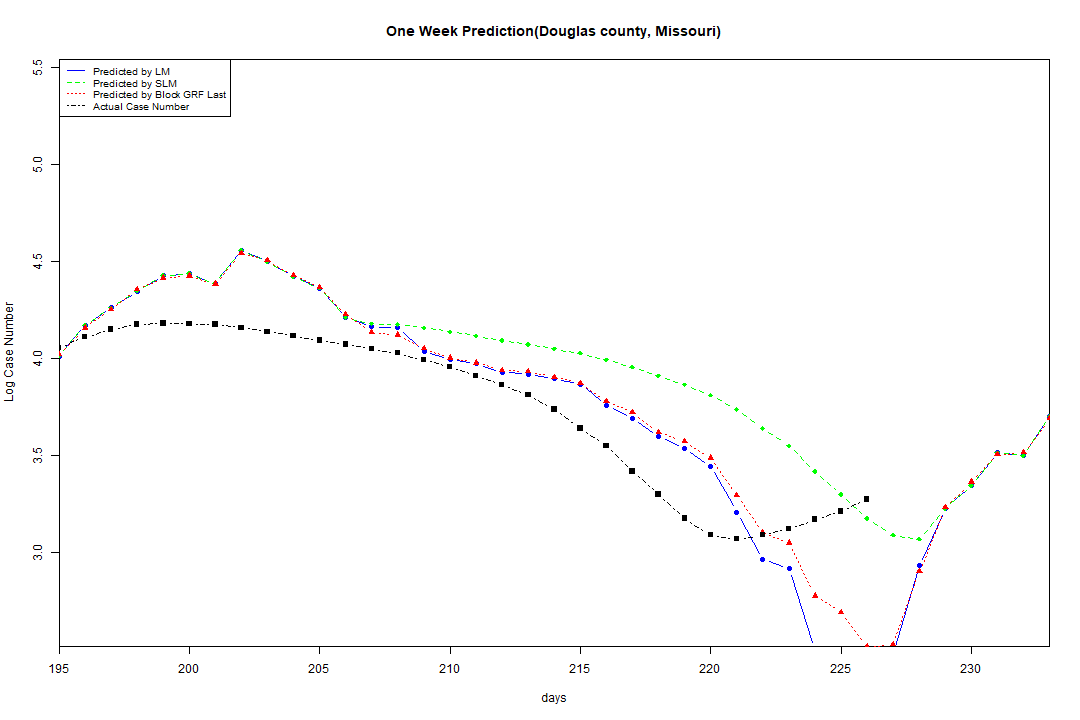 One Week Prediction(Douglas county, Missouri)
Predicted by LM
Predicted by SLM
Predicted by Block GRF Last
Actual Case Number
Log Case Number
5.5
5.0
4.5
4.0
3.5
3.0
195 200 205 210 215 220 225 230
days